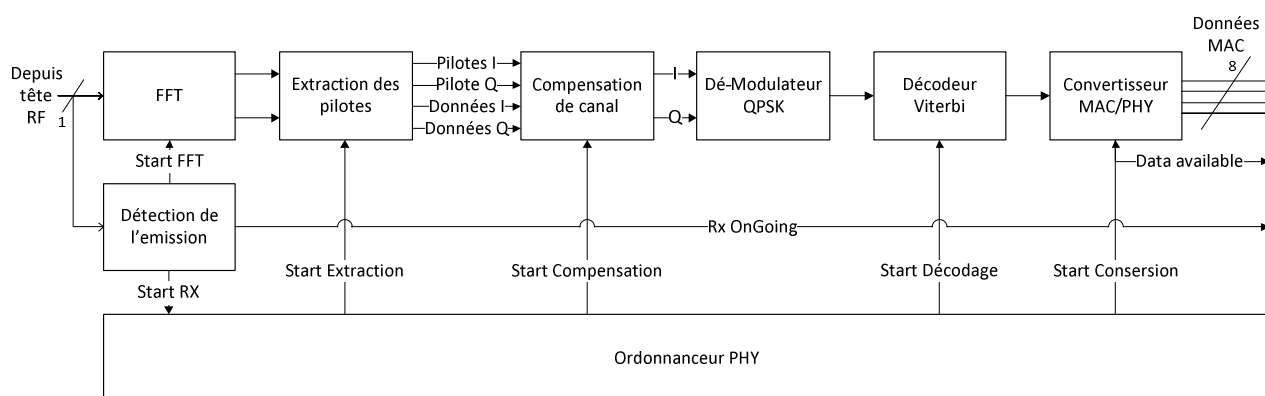 Données
MAC
8
Depuis
tête
RF
1
FFT
Extraction des
pilotes
Pilotes I
Pilote Q
Données I
Données Q
Compensation
de canal
I
Q
Dé-Modulateur
QPSK
Décodeur
Viterbi
Convertisseur
MAC/PHY
Start FFT
Data available
Détection de
l'emission
Rx OnGoing
Start Extraction
Start Compensation
Start Décodage
Start Consersion
Start RX
Ordonnanceur PHY